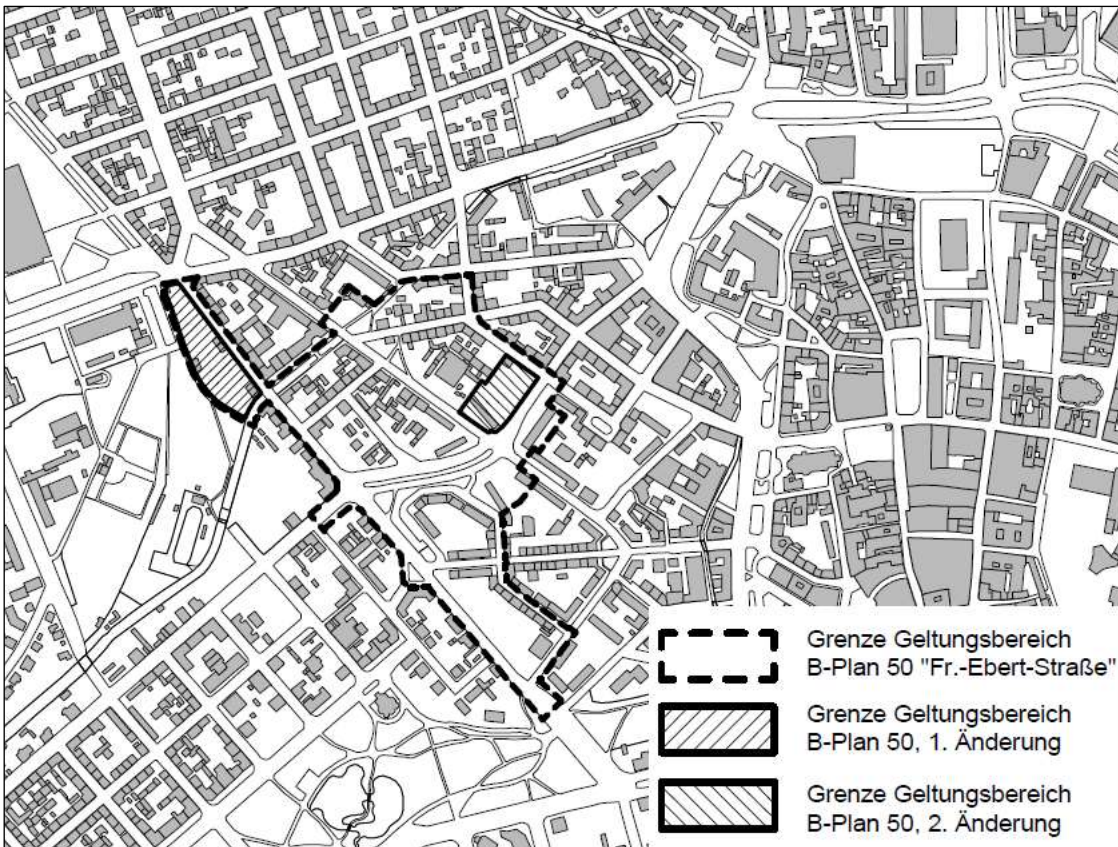 Grenze Geltungsbereich
B-Plan 50 "Fr.-Ebert-Straße"
Grenze Geltungsbereich
B-Plan 50, 1. Änderung
Grenze Geltungsbereich
B-Plan 50, 2. Änderung